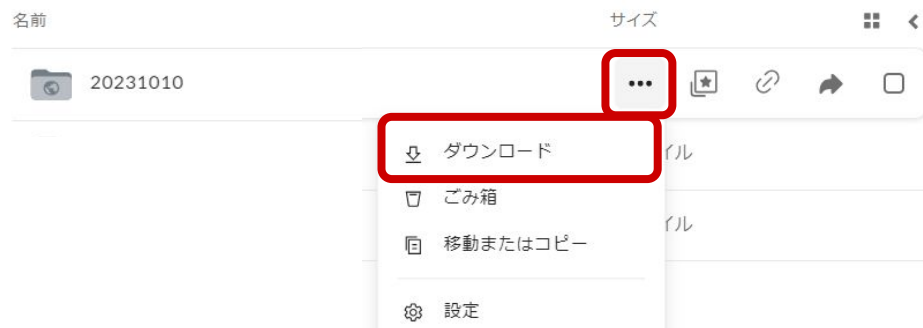 名前 サイズ
20231010
ダウンロード
イル
ごみ箱
イル
移動またはコピー
設定